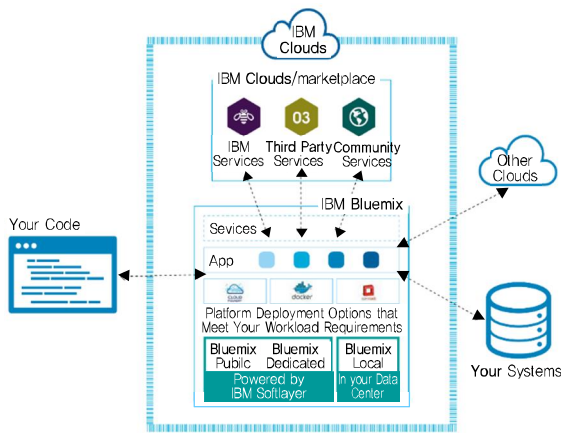 IBM
Clouds
IBM Clouds/marketplace
03
IBM
Services
Third Party
Services
Community
Services
Other
Clouds
IBM Bluemix
Your Code
Sevices
App
docker
Platform Deployment Options that
Meet Your Workload Requirements
Bluemix
Punilc
Bluemix
Dedicated
Bluemix
Local
Powered by
IBM Softlayer
In your Data
Center
Your Systems